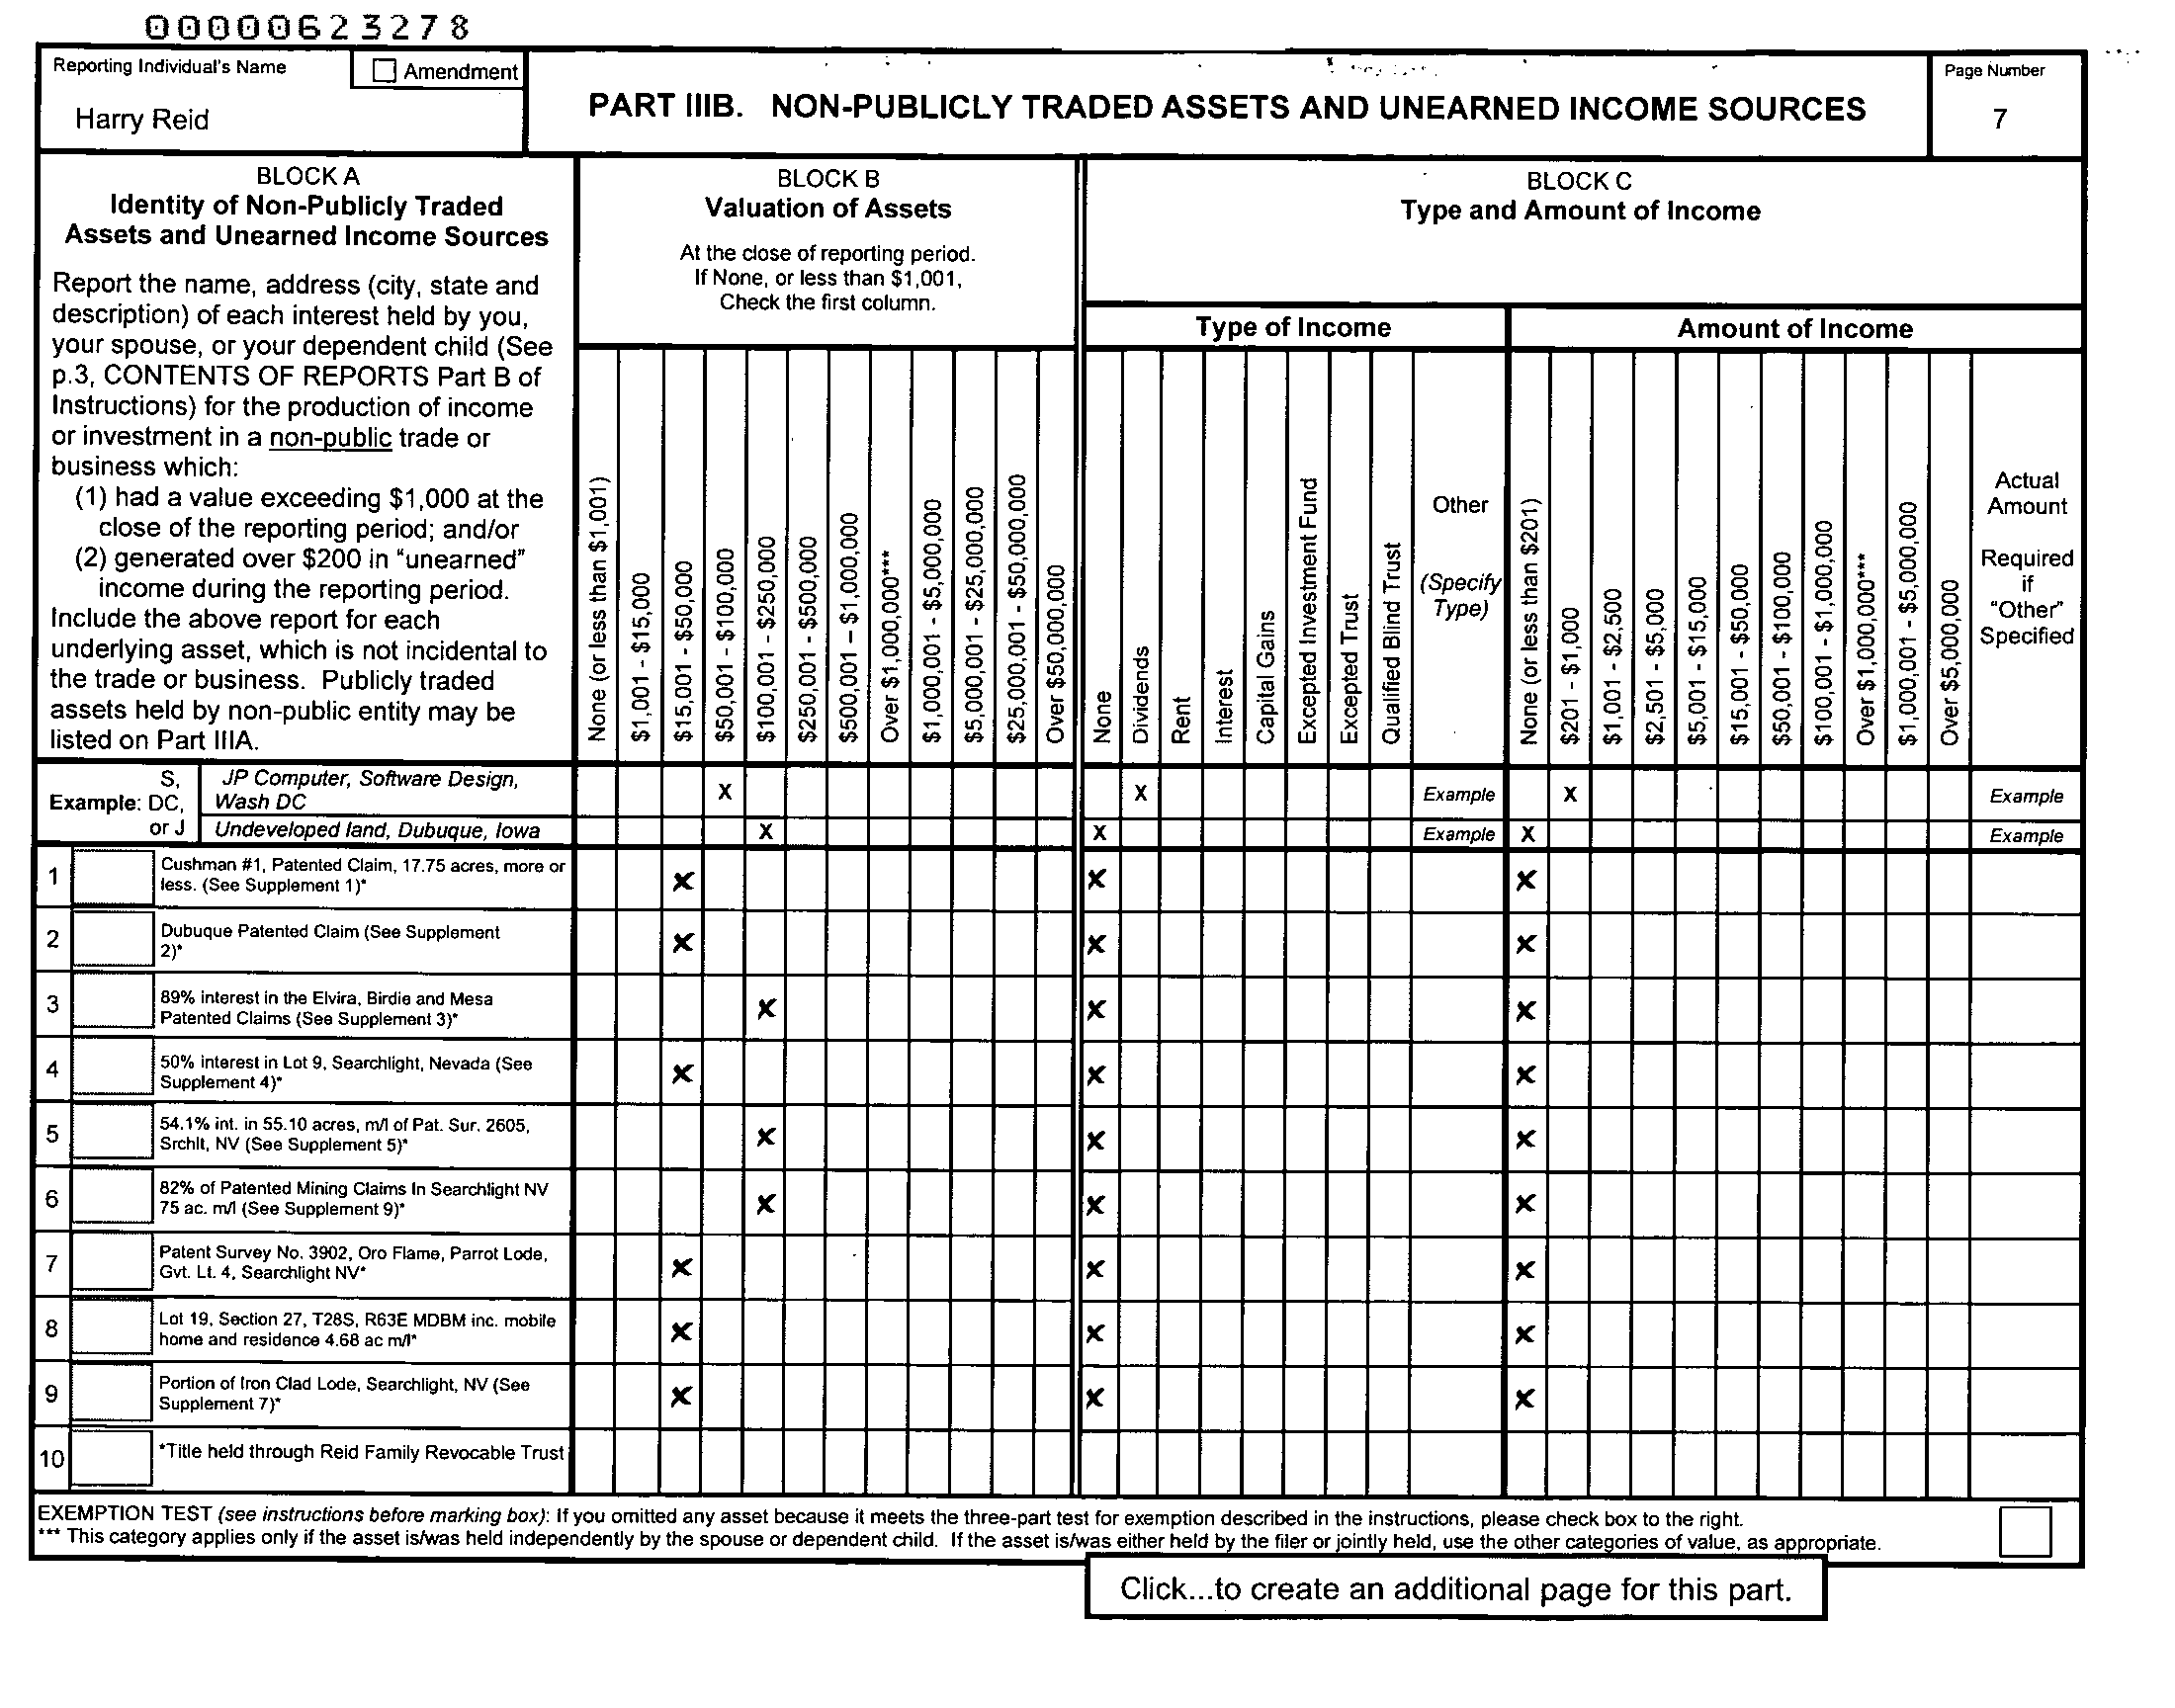 00000623278
Reporting Individual's Name
Amendment
Harry Reid
PART IIIB. NON-PUBLICLY TRADED ASSETS AND UNEARNED INCOME SOURCES
Page Number
7
BLOCK A
Identity of Non-Publicly Traded
Assets and Unearned Income Sources
Report the name, address (city, state and
description) of each interest held by you,
your spouse, or your dependent child (See
p.3, CONTENTS OF REPORTS Part B of
Instructions) for the production of income
or investment in a non-public trade or
business which:
(1) had a value exceeding $1,000 at the
close of the reporting period; and/or
(2) generated over $200 in "unearned"
income during the reporting period.
Include the above report for each
underlying asset, which is not incidental to
the trade or business. Publicly traded
assets held by non-public entity may be
listed on Part IIIA.
BLOCK B
Valuation of Assets
At the close of reporting period.
If None, or less than $1,001,
Check the first column.
None (or less than $1,001)
$1,001 - $15,000
$15,001 - $50,000
$50,001 - $100,000
$100,001 - $250,000
$250,001 - $500,000
$500,001 – $1,000,000
Over $1,000,000***
$1,000,001 - $5,000,000
$5,000,001 - $25,000,000
$25,000,001 - $50,000,000
Over $50,000,000
BLOCK C
Type and Amount of Income
Type of Income
None
Dividends
Rent
Interest
Capital Gains
Excepted Investment Fund
Excepted Trust
Qualified Blind Trust
Other
(Specify
Type)
Amount of Income
None (or less than $201)
$201 - $1,000
$1,001 - $2,500
$2,501 - $5,000
$5,001 - $15,000
$15,001 - $50,000
$50,001 - $100,000
$100,001 - $1,000,000
Over $1,000,000***
$1,000,001 - $5,000,000
Over $5,000,000
Actual
Amount
Required
if
"Other"
Specified
Example: S, DC, or J
JP Computer, Software Design,
Wash DC
X X Example X Example
Undeveloped land, Dubuque, Iowa X X Example X Example
1 Cushman #1, Patented Claim, 17.75 acres, more or
less. (See Supplement 1)* X X X
2 Dubuque Patented Claim (See Supplement
2)* X X X
3 89% interest in the Elvira, Birdie and Mesa
Patented Claims (See Supplement 3)* X X X
4 50% interest in Lot 9, Searchlight, Nevada (See
Supplement 4)* X X X
5 54.1% int. in 55.10 acres, m/l of Pat. Sur. 2605,
Srchlt, NV (See Supplement 5)* X X X
6 82% of Patented Mining Claims In Searchlight NV
75 ac. m/l (See Supplement 9)* X X X
7 Patent Survey No. 3902, Oro Flame, Parrot Lode,
Gvt. Lt. 4, Searchlight NV* X X X
8 Lot 19, Section 27, T28S, R63E MDBM inc. mobile
home and residence 4.68 ac m/l* X X X
9 Portion of Iron Clad Lode, Searchlight, NV (See
Supplement 7)* X X X
10 *Title held through Reid Family Revocable Trust
EXEMPTION TEST (see instructions before marking box): If you omitted any asset because it meets the three-part test for exemption described in the instructions, please check box to the right.
*** This category applies only if the asset is/was held independently by the spouse or dependent child. If the asset is/was either held by the filer or jointly held, use the other categories of value, as appropriate.
Click...to create an additional page for this part.